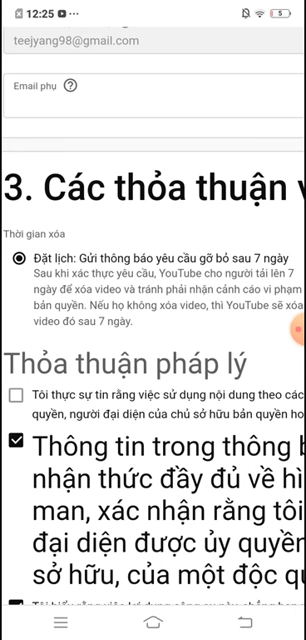 12:25
5
teejyang98@gmail.com
Email phụ ?
3. Các thỏa thuận
Thời gian xóa
Đặt lịch: Gửi thông báo yêu cầu gỡ bỏ sau 7 ngày
Sau khi xác thực yêu cầu, YouTube cho người tải lên 7
ngày để xóa video và tránh phải nhận cảnh cáo vi phạm
bản quyền. Nếu họ không xóa video, thì YouTube sẽ xóa
video đó sau 7 ngày.
Thỏa thuận pháp lý
Tôi thực sự tin rằng việc sử dụng nội dung theo các
quyền, người đại diện của chủ sở hữu bản quyền ho
Thông tin trong thông
nhận thức đầy đủ về hì
man, xác nhận rằng tôi
đại diện được ủy quyề
sở hữu, của một độc q